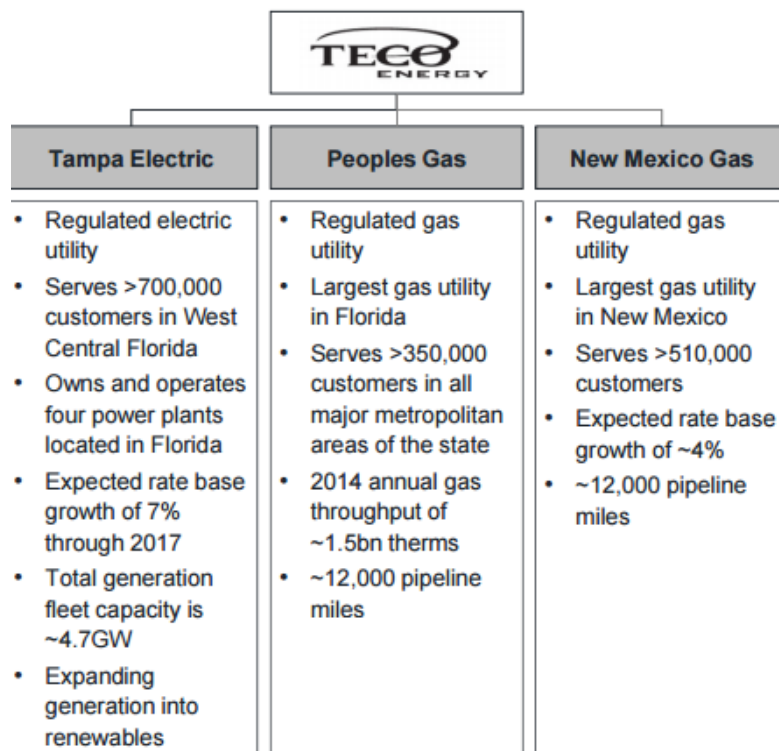 TECO
ENERGY
Tampa Electric
• Regulated electric
utility
• Serves >700,000
customers in West
Central Florida
• Owns and operates
four power plants
located in Florida
• Expected rate base
growth of 7%
through 2017
• Total generation
fleet capacity is
~4.7GW
• Expanding
generation into
renewables
Peoples Gas
• Regulated gas
utility
• Largest gas utility
in Florida
• Serves >350,000
customers in all
major metropolitan
areas of the state
• 2014 annual gas
throughput of
~1.5bn therms
• ~12,000 pipeline
miles
New Mexico Gas
• Regulated gas
utility
• Largest gas utility
in New Mexico
• Serves >510,000
customers
• Expected rate base
growth of ~4%
• ~12,000 pipeline
miles